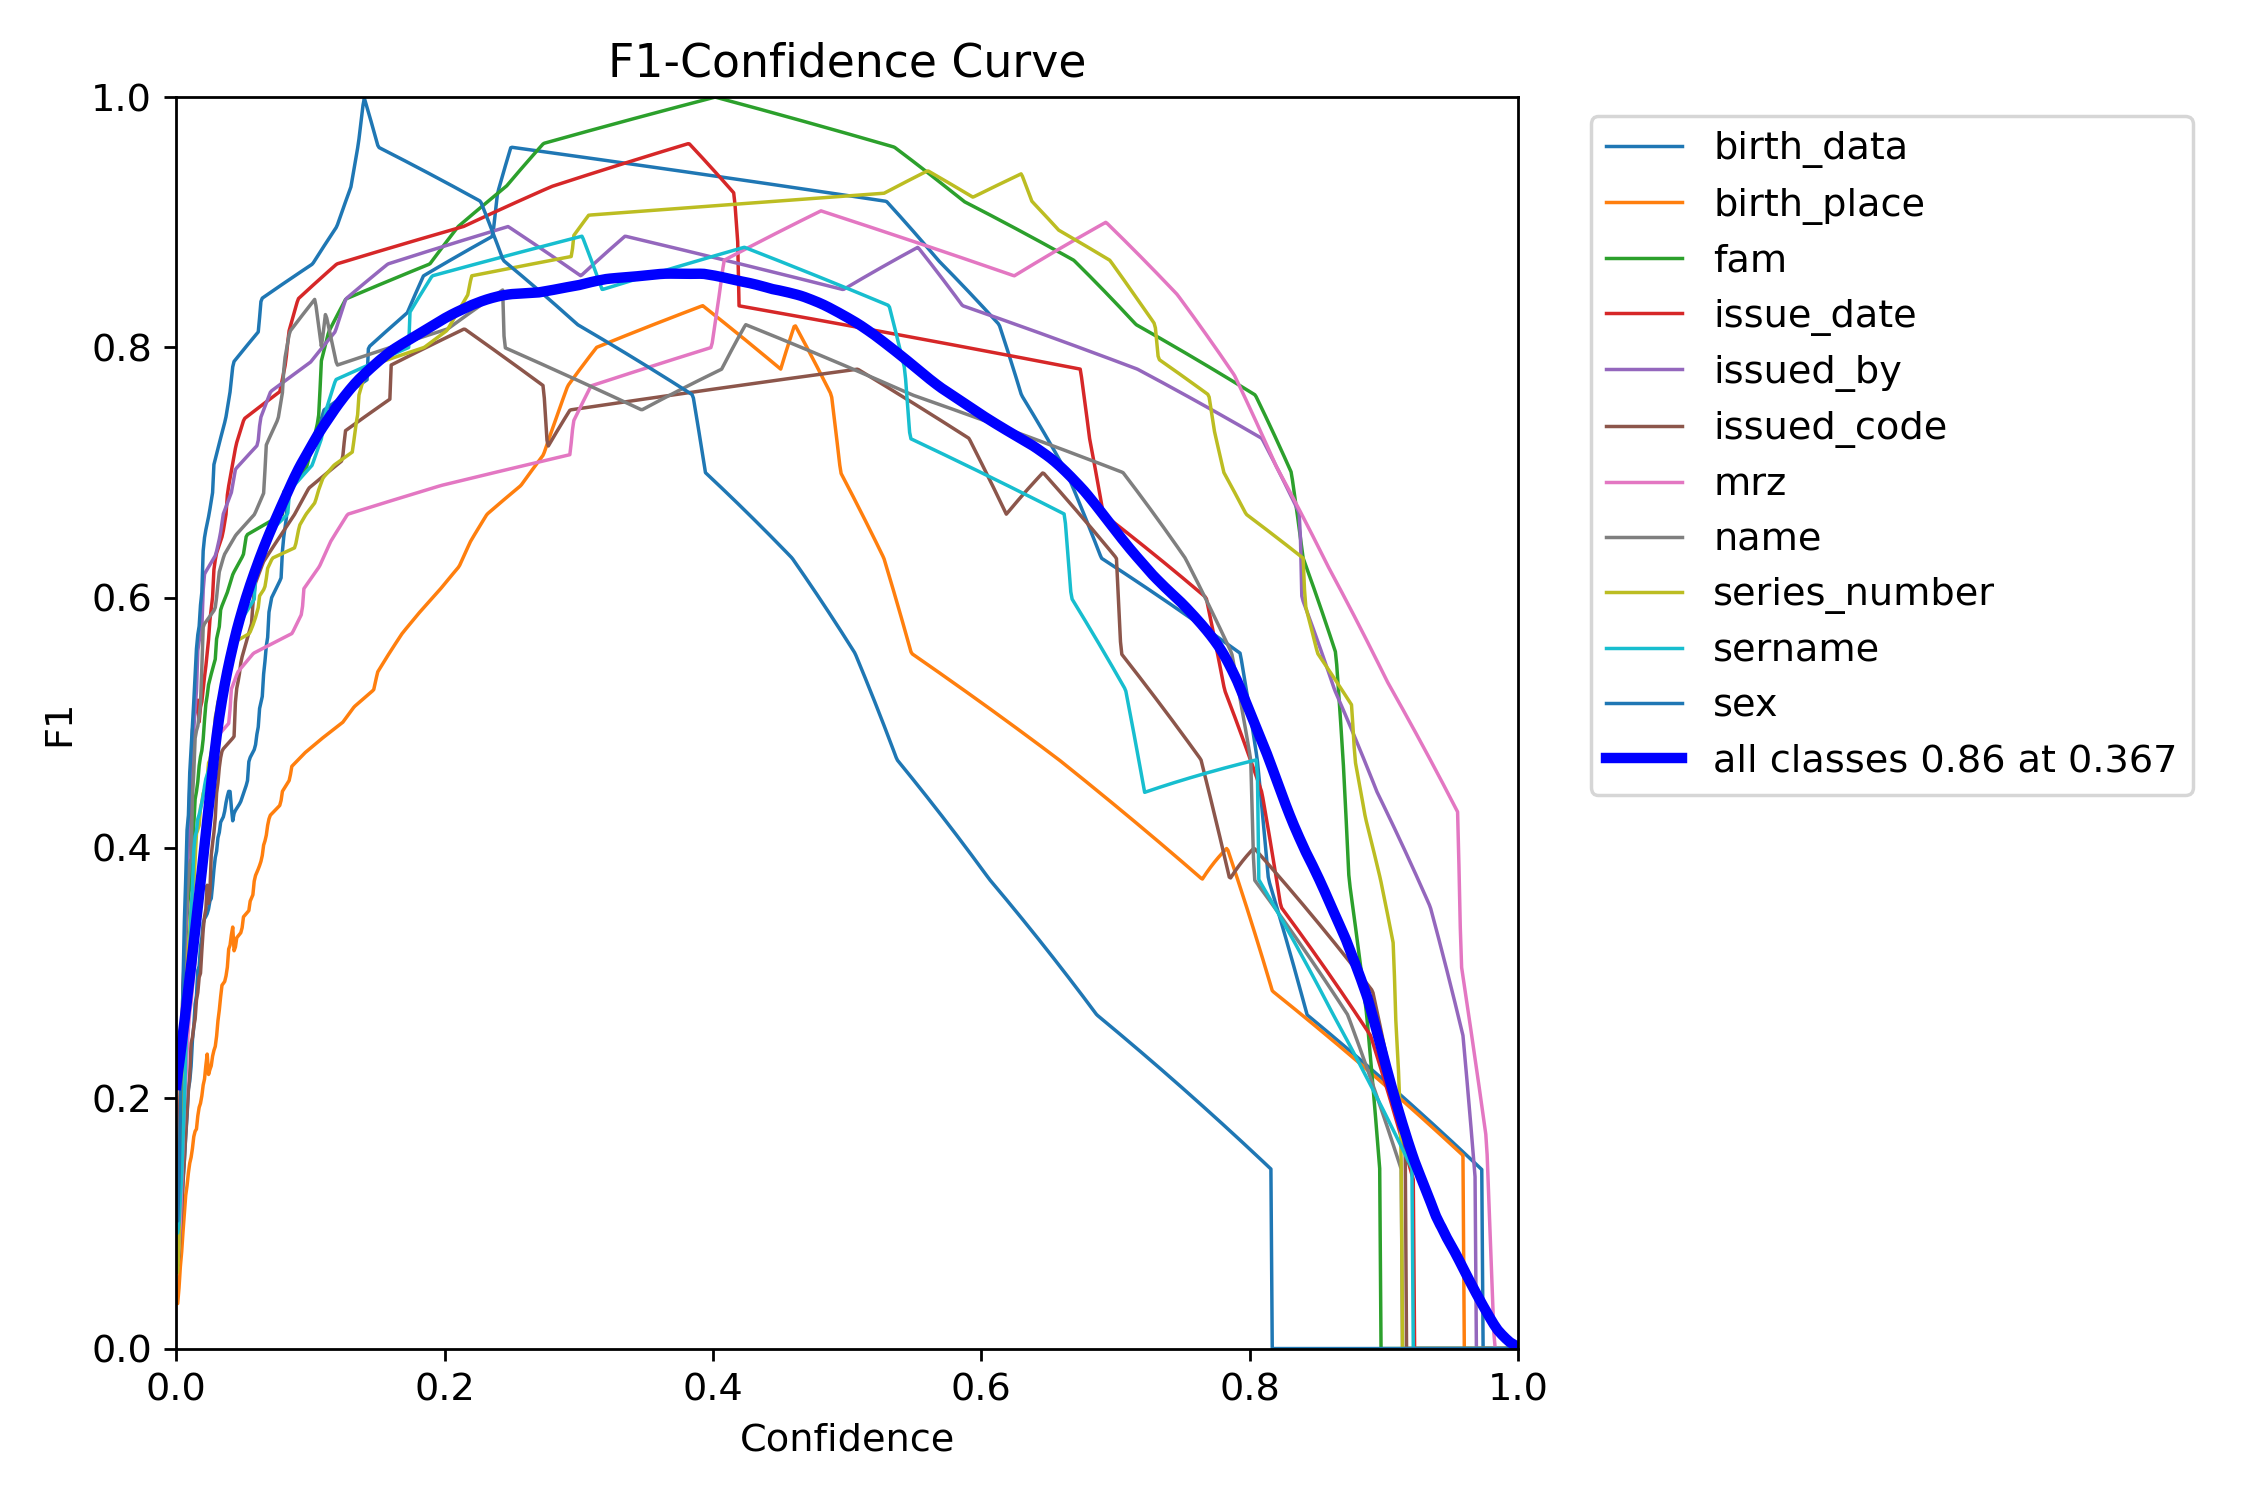 F1-Confidence Curve
1.0
0.8
0.6
0.4
0.2
0.0
F1
0.0 0.2 0.4 0.6 0.8 1.0
Confidence
birth_data
birth_place
fam
issue_date
issued_by
issued_code
mrz
name
series_number
sername
sex
all classes 0.86 at 0.367